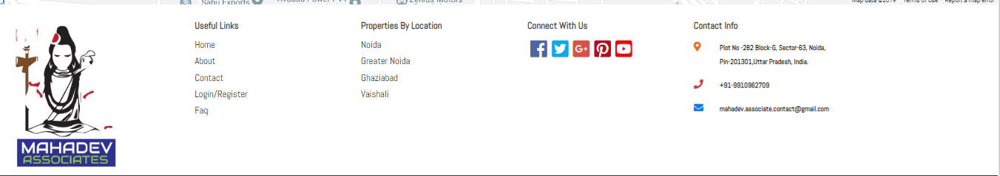 Sahu Exports
Zenius Motors
Map data ©2019 Terms of Use Report a map error
MAHADEV
ASSOCIATES
Useful Links
Home
About
Contact
Login/Register
Faq
Properties By Location
Noida
Greater Noida
Ghaziabad
Vaishali
Connect With Us
Contact Info
Plot No -282 Block-G, Sector-63, Noida,
Pin-201301,Uttar Pradesh, India.
+91-9910962709
mahadev.associate.contact@gmail.com